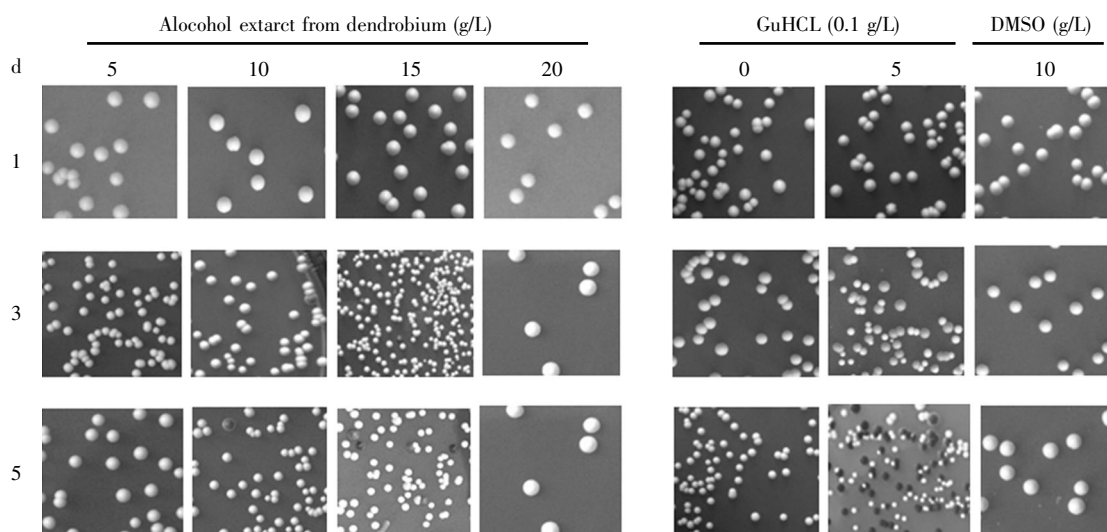 Alocohol extarct from dendrobium (g/L) GuHCL (0.1 g/L) DMSO (g/L)
d 5 10 15 20 0 5 10
1
3
5